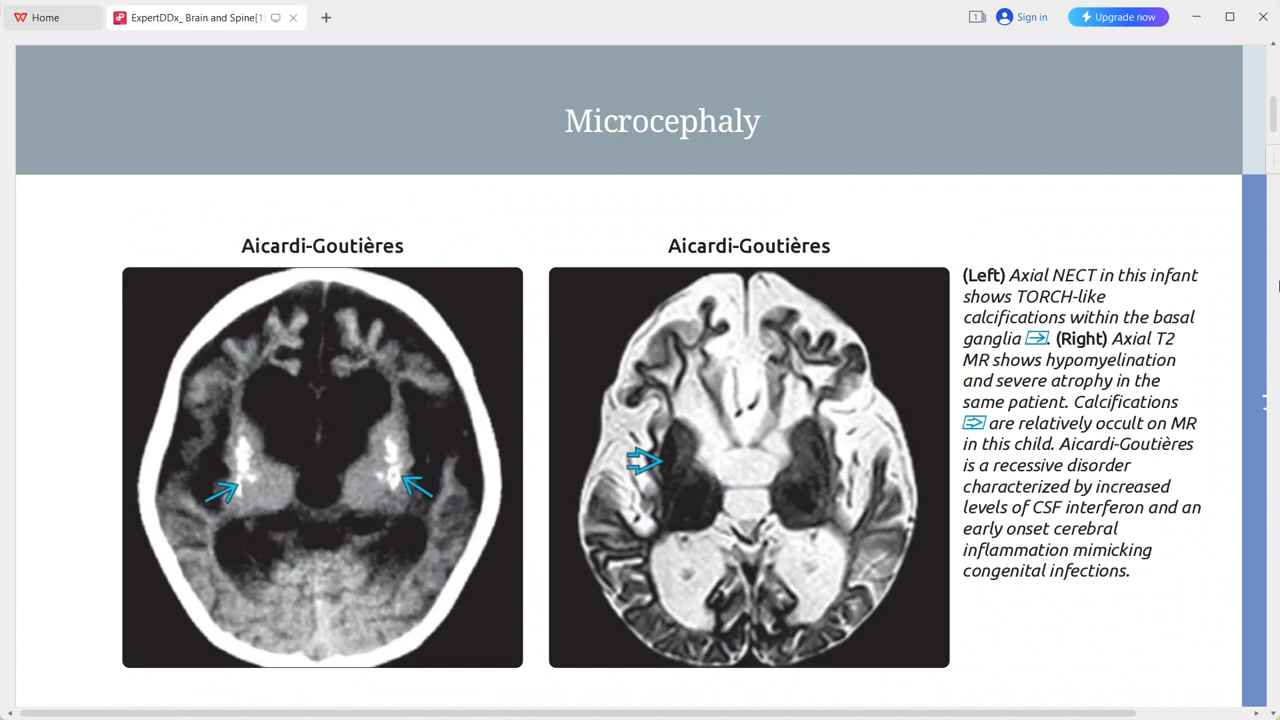 Home
ExpertDDx_ Brain and Spine[1]
1
Sign in
Upgrade now
Microcephaly
Aicardi-Goutières
Aicardi-Goutières
(Left) Axial NECT in this infant
shows TORCH-like
calcifications within the basal
ganglia. (Right) Axial T2
MR shows hypomyelination
and severe atrophy in the
same patient. Calcifications
are relatively occult on MR
in this child. Aicardi-Goutières
is a recessive disorder
characterized by increased
levels of CSF interferon and an
early onset cerebral
inflammation mimicking
congenital infections.